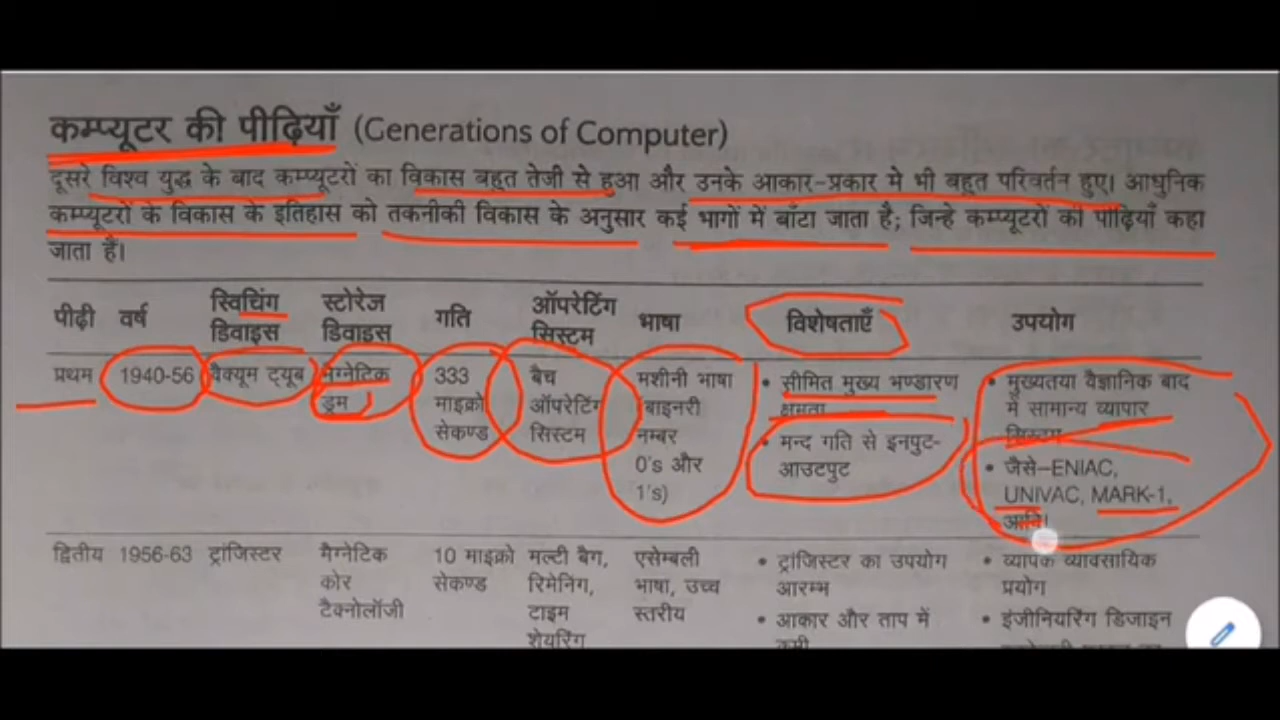 कम्प्यूटर की पीढ़ियाँ (Generations of Computer)
दूसरे विश्व युद्ध के बाद कम्प्यूटरों का विकास बहुत तेजी से हुआ और उनके आकार-प्रकार मे भी बहुत परिवर्तन हुए। आधुनिक
कम्प्यूटरों के विकास के इतिहास को तकनीकी विकास के अनुसार कई भागों में बाँटा जाता है; जिन्हे कम्प्यूटरों की पीढ़ियाँ कहा
जाता हैं।
पीढ़ी वर्ष स्विचिंग डिवाइस स्टोरेज डिवाइस गति ऑपरेटिंग सिस्टम भाषा विशेषताएँ उपयोग
प्रथम 1940-56 वैक्यूम ट्यूब मैग्नेटिक 333 बैच मशीनी भाषा • सीमित मुख्य भण्डारण • मुख्यतया वैज्ञानिक बाद
ड्रम माइक्रो ऑपरेटिंग (बाइनरी क्षमता में सामान्य व्यापार
सेकण्ड सिस्टम नम्बर • मन्द गति से इनपुट- सिस्टम
0's और आउटपुट • जैसे–ENIAC,
1's) UNIVAC, MARK-1,
आदि।
द्वितीय 1956-63 ट्रांजिस्टर मैग्नेटिक 10 माइक्रो मल्टी बैग, एसेम्बली • ट्रांजिस्टर का उपयोग • व्यापक व्यावसायिक
कोर सेकण्ड रिमेनिंग, भाषा, उच्च आरम्भ प्रयोग
टैक्नोलॉजी टाइम स्तरीय • आकार और ताप में • इंजीनियरिंग डिजाइन
शेयरिंग कमी